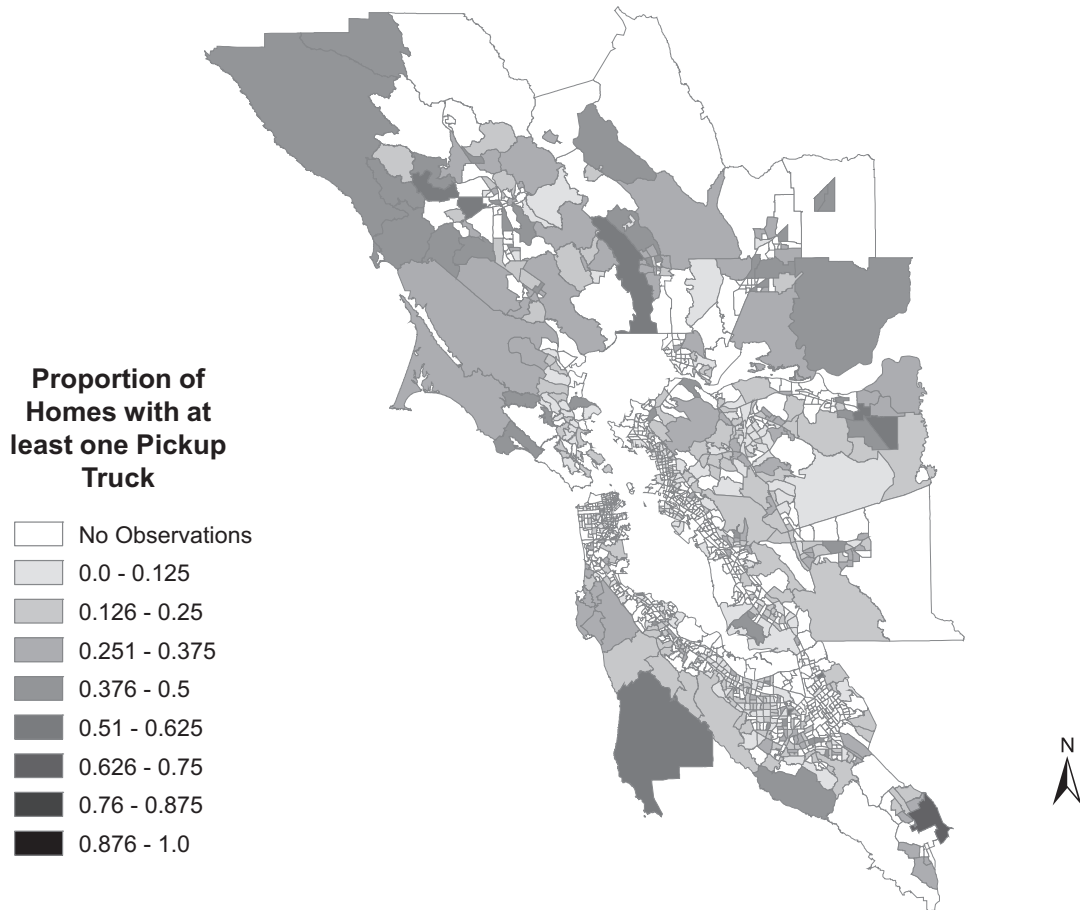 Proportion of
Homes with at
least one Pickup
Truck
No Observations
0.0 - 0.125
0.126 - 0.25
0.251 - 0.375
0.376 - 0.5
0.51 - 0.625
0.626 - 0.75
0.76 - 0.875
0.876 - 1.0
N